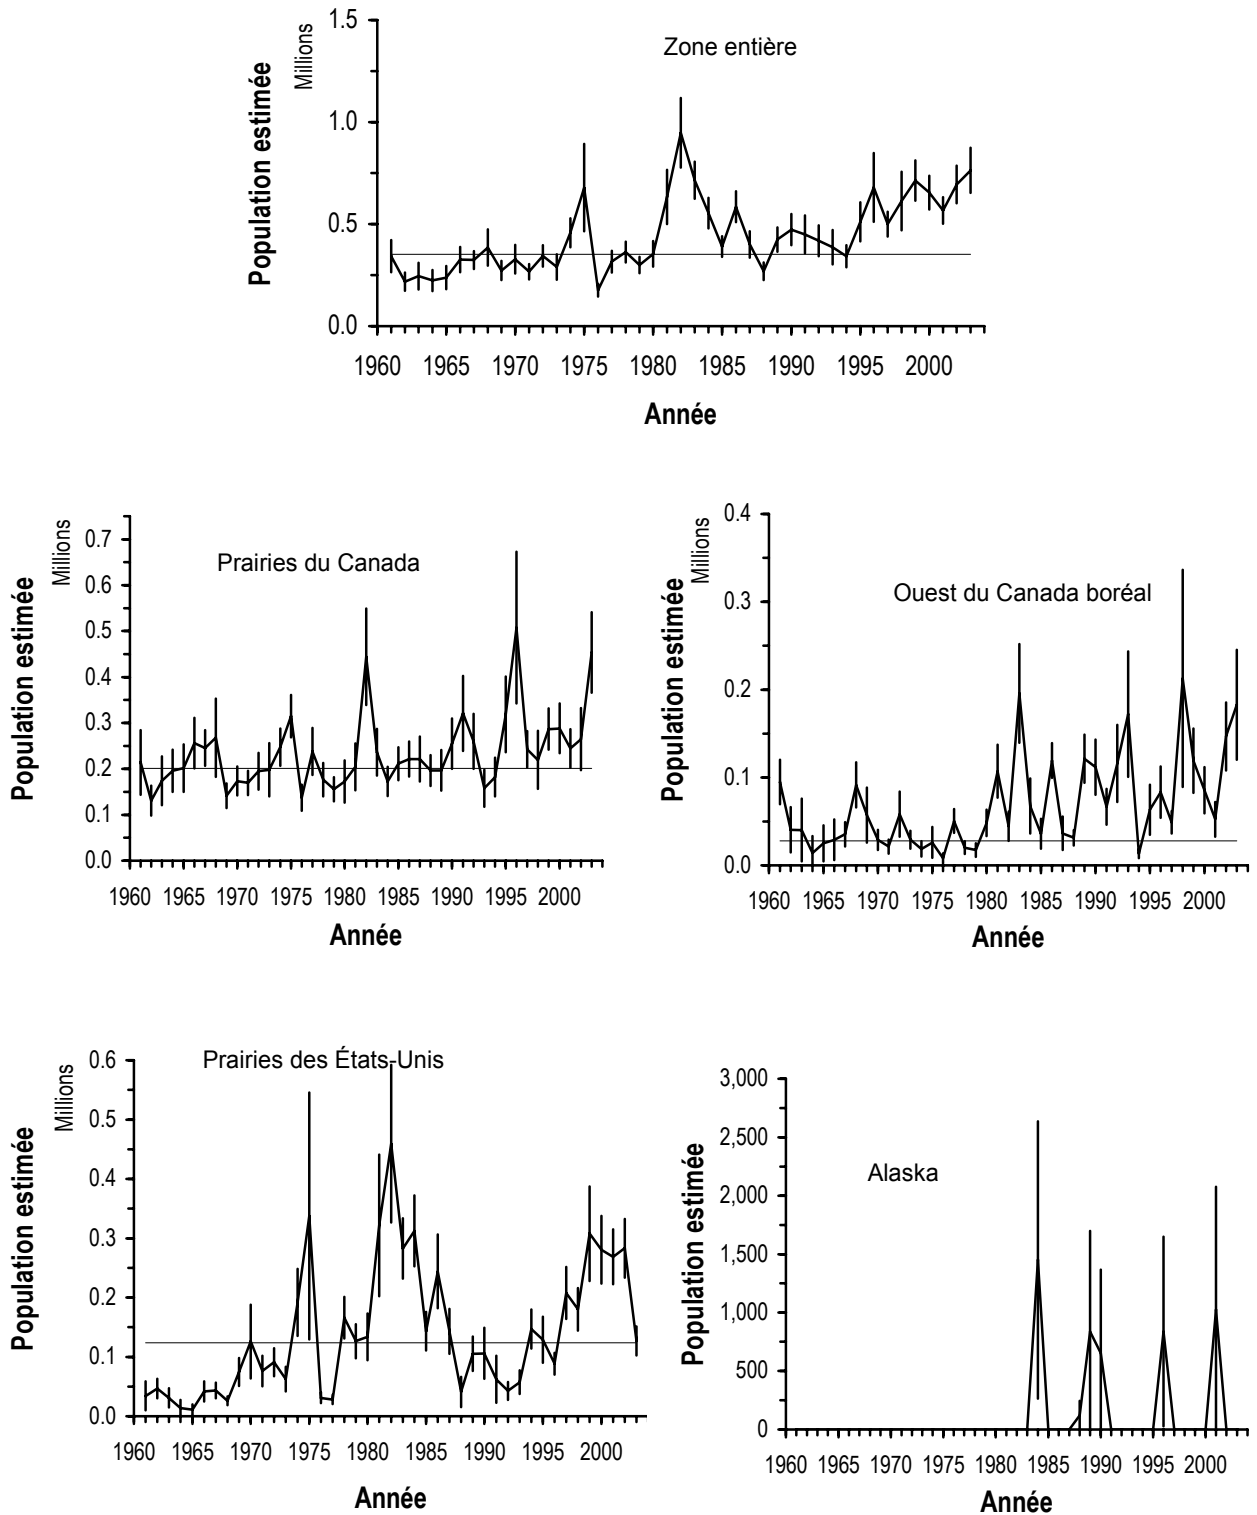 Zone entière
Population estimée
Millions
1.5
1.0
0.5
0.0
1960 1965 1970 1975 1980 1985 1990 1995 2000
Année
Prairies du Canada
Population estimée
Millions
0.7
0.6
0.5
0.4
0.3
0.2
0.1
0.0
1960 1965 1970 1975 1980 1985 1990 1995 2000
Année
Ouest du Canada boréal
Population estimée
Millions
0.4
0.3
0.2
0.1
0.0
1960 1965 1970 1975 1980 1985 1990 1995 2000
Année
Prairies des États-Unis
Population estimée
Millions
0.6
0.5
0.4
0.3
0.2
0.1
0.0
1960 1965 1970 1975 1980 1985 1990 1995 2000
Année
Alaska
Population estimée
3,000
2,500
2,000
1,500
1,000
500
0
1960 1965 1970 1975 1980 1985 1990 1995 2000
Année